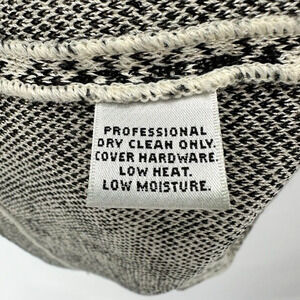 PROFESSIONAL
DRY CLEAN ONLY.
COVER HARDWARE.
LOW HEAT.
LOW MOISTURE.